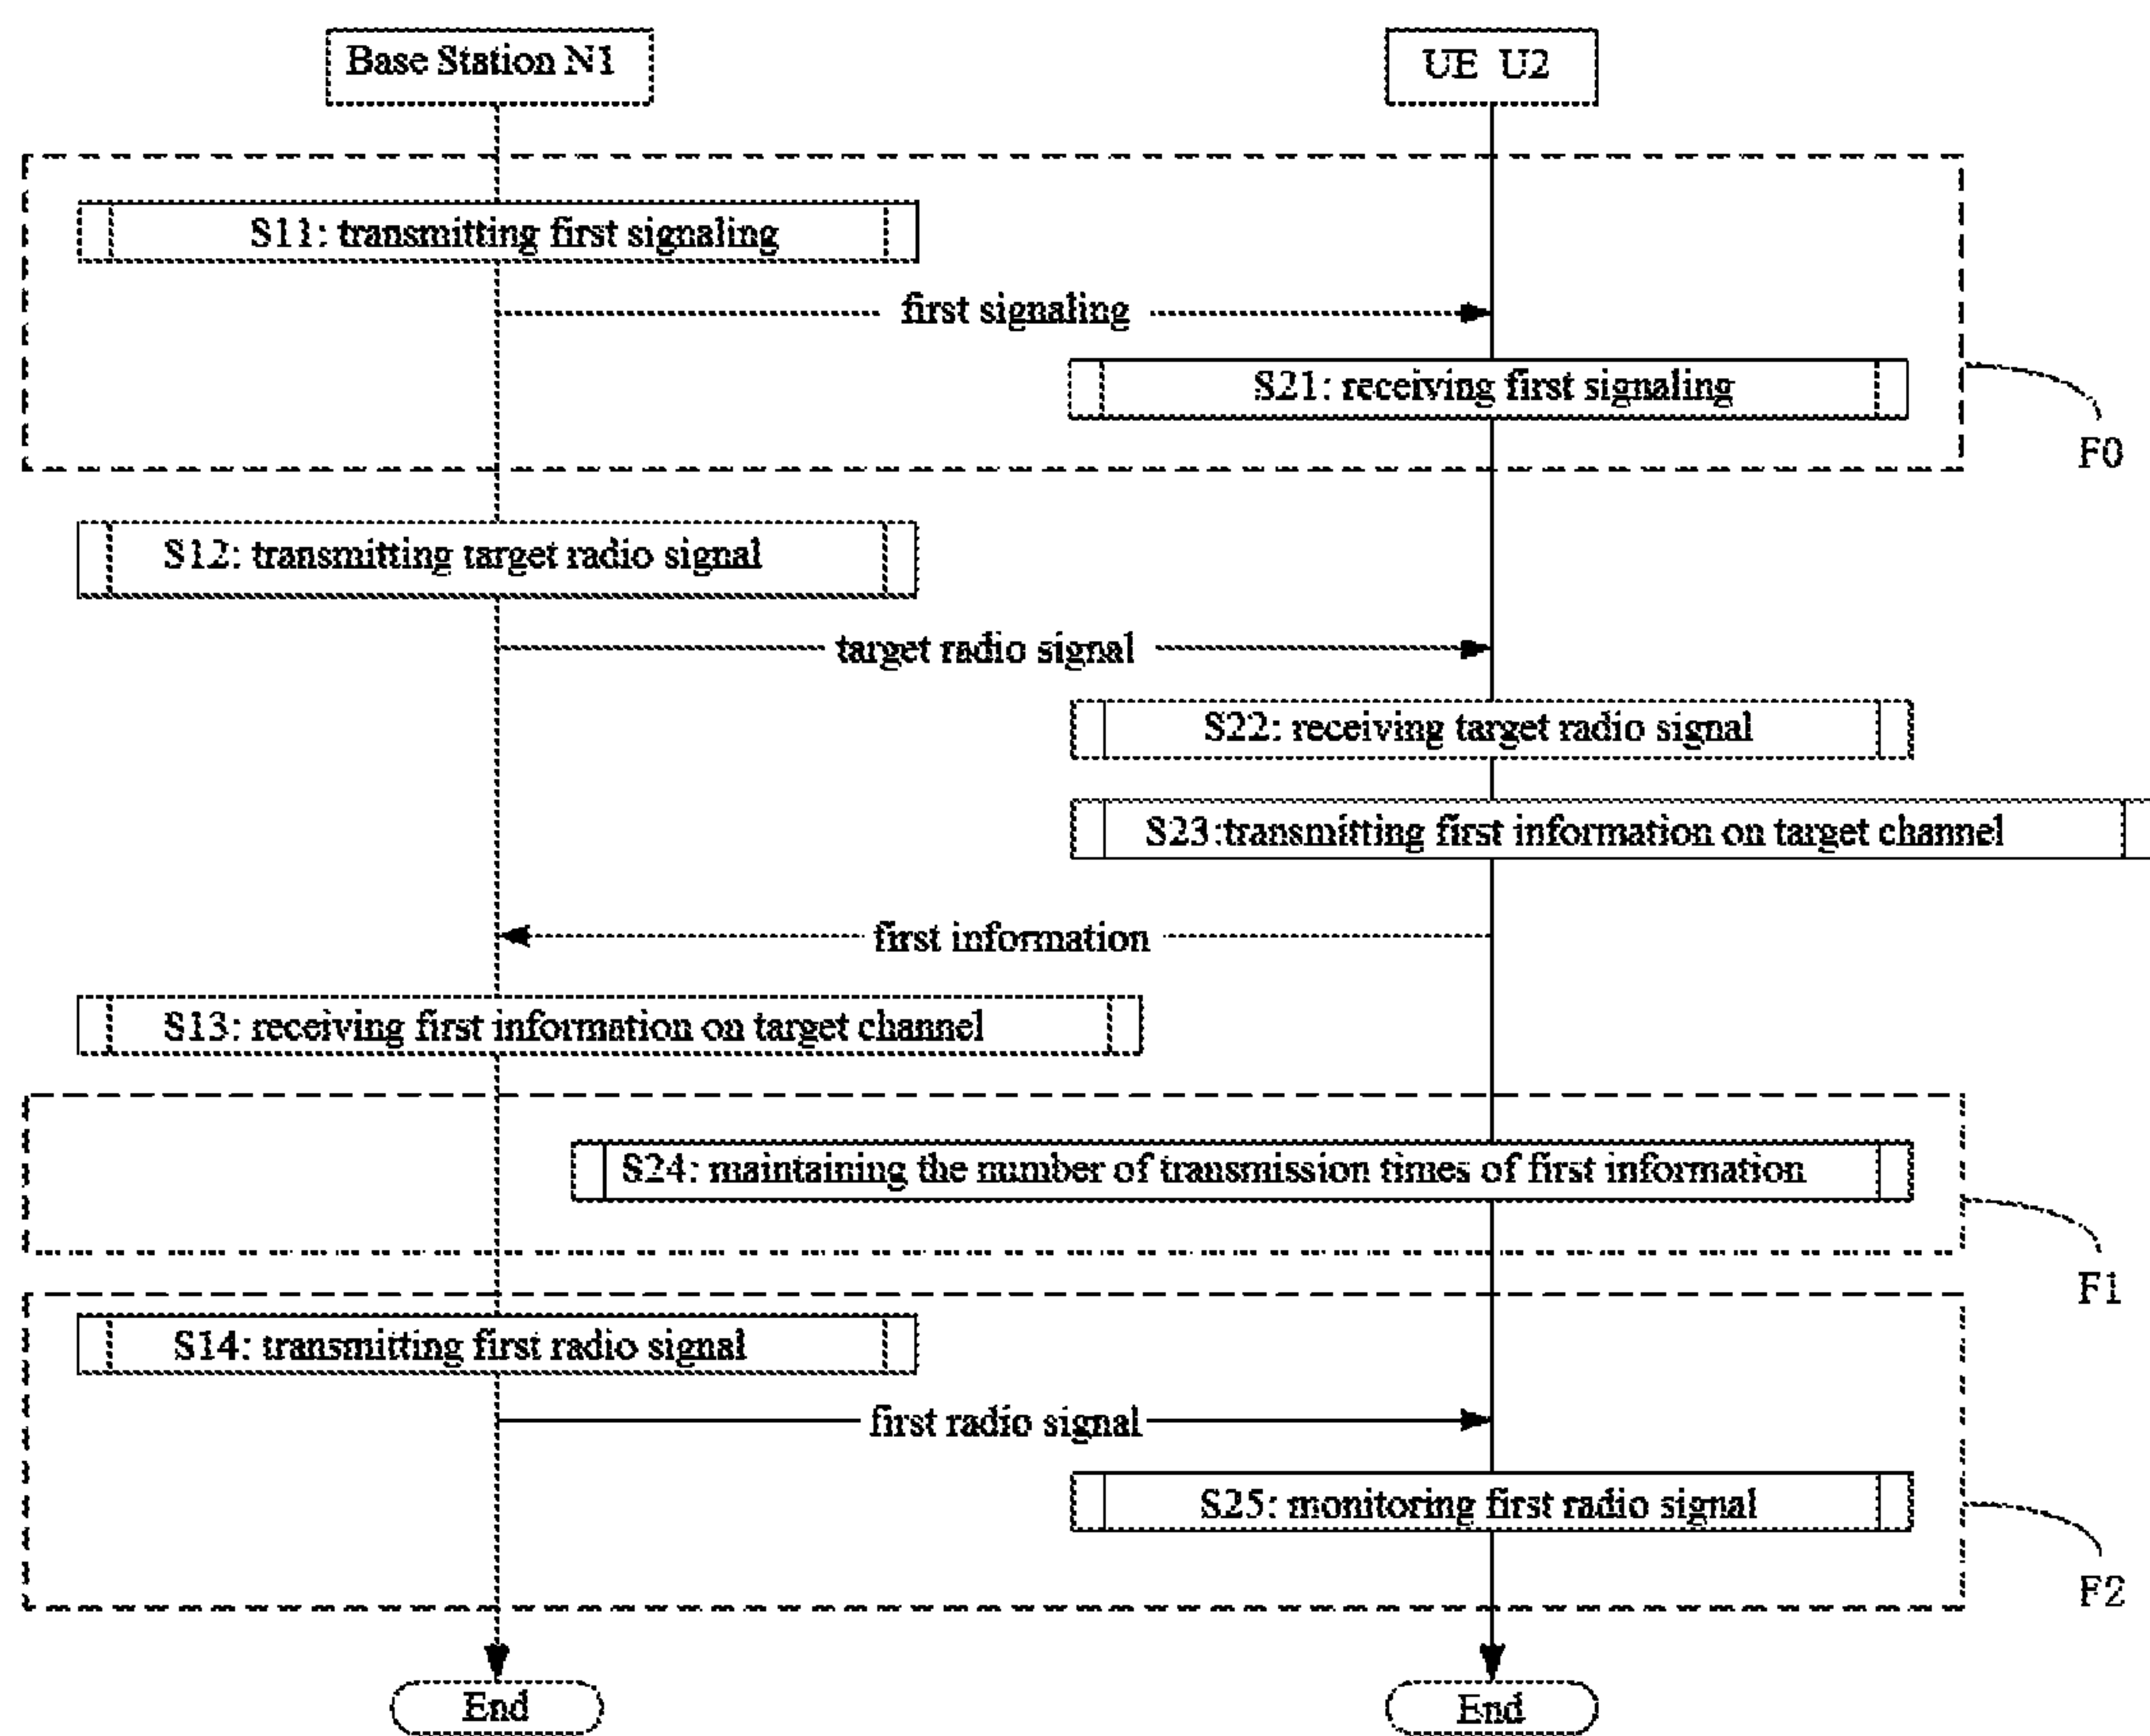 Base Station N1
UE U2
S11: transmitting first signaling
first signaling
S21: receiving first signaling
F0
S12: transmitting target radio signal
target radio signal
S22: receiving target radio signal
S23:transmitting first information on target channel
first information
S13: receiving first information on target channel
S24: maintaining the number of transmission times of first information
F1
S14: transmitting first radio signal
first radio signal
S25: monitoring first radio signal
F2
End
End